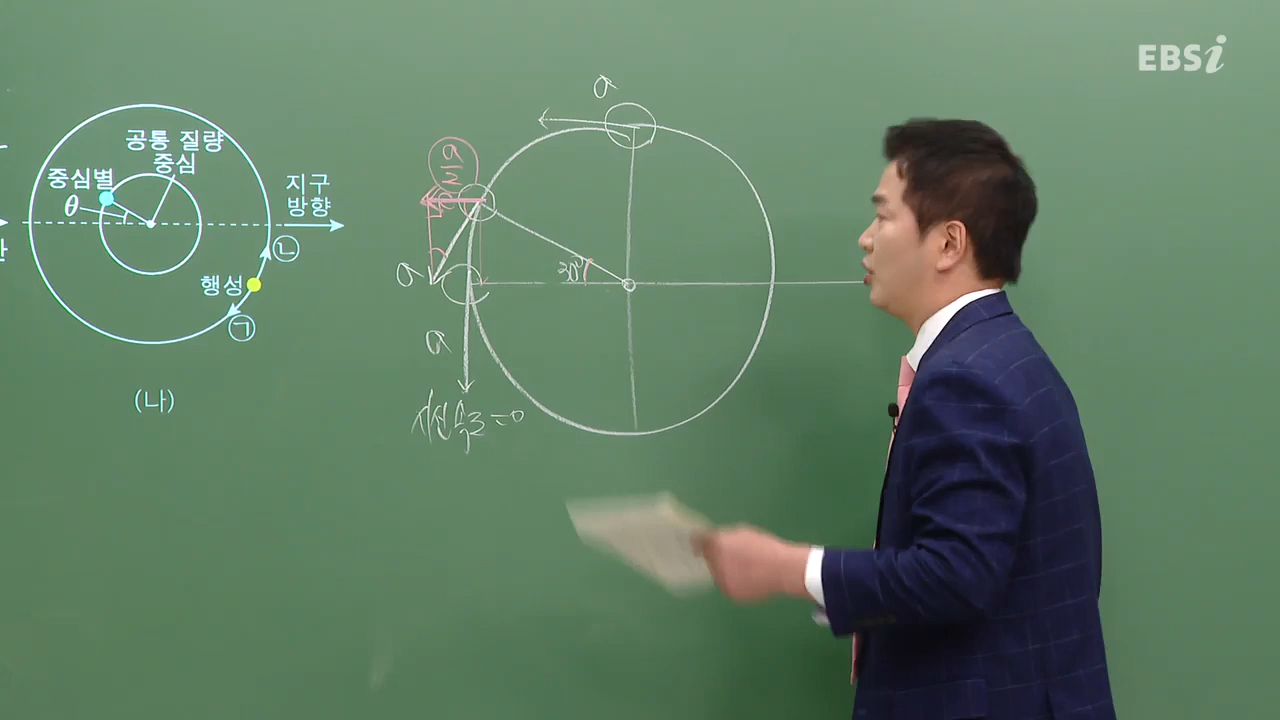 EBSi
공통 질량
중심
중심별
θ
지구
방향
㉡
행성
㉠
(나)
a
a/2
a
30°
a
시선속도=0